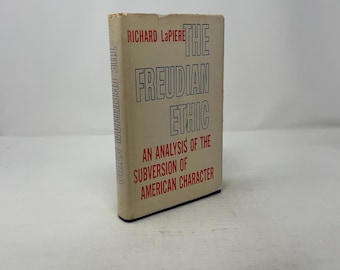 RICHARD LaPIERE
THE
FREUDIAN
ETHIC
AN ANALYSIS OF THE
SUBVERSION OF
AMERICAN CHARACTER